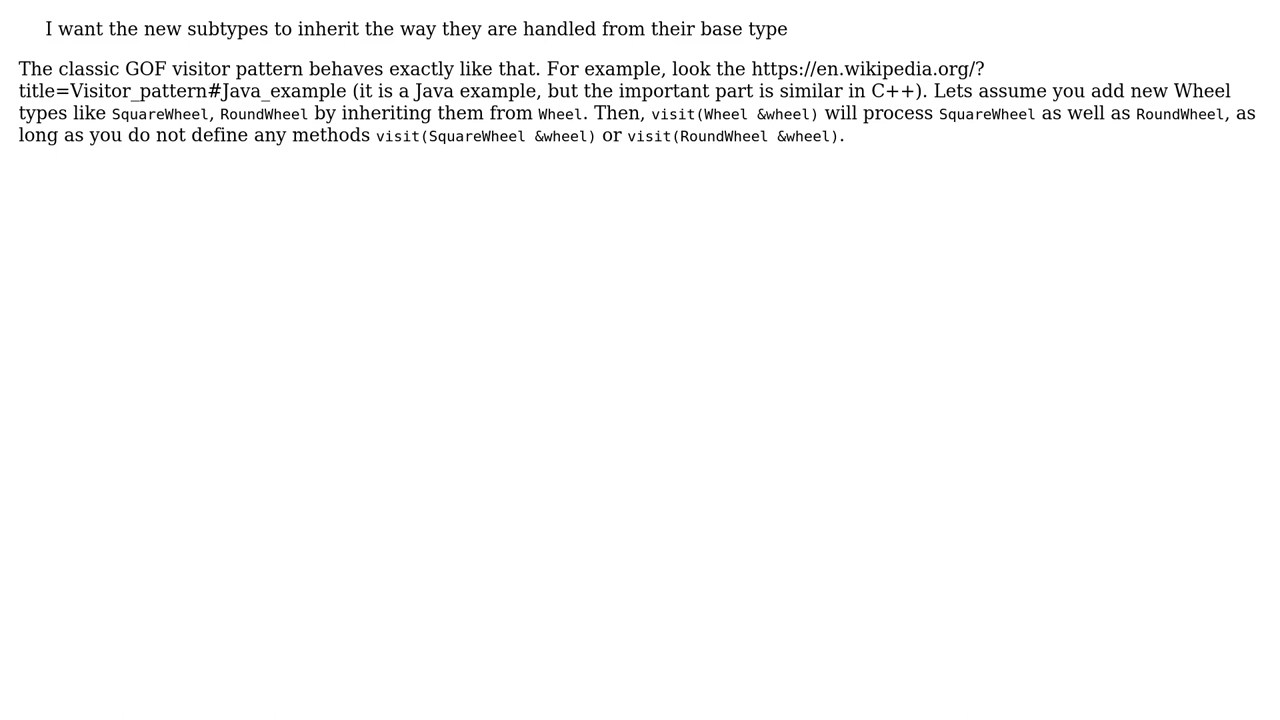 I want the new subtypes to inherit the way they are handled from their base type
The classic GOF visitor pattern behaves exactly like that. For example, look the https://en.wikipedia.org/?
title=Visitor_pattern#Java_example (it is a Java example, but the important part is similar in C++). Lets assume you add new Wheel
types like SquareWheel, RoundWheel by inheriting them from Wheel. Then, visit(Wheel &wheel) will process SquareWheel as well as RoundWheel, as
long as you do not define any methods visit(SquareWheel &wheel) or visit(RoundWheel &wheel).